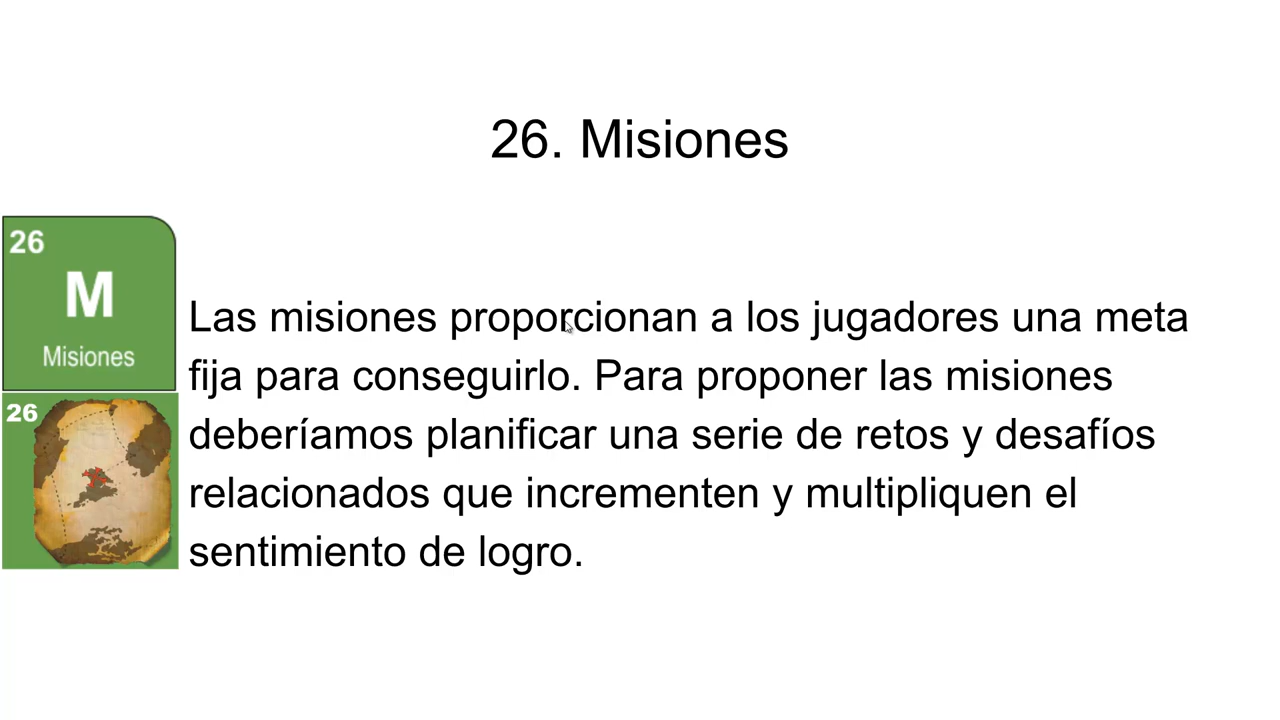 26. Misiones
26
M
Misiones
26
Las misiones proporcionan a los jugadores una meta
fija para conseguirlo. Para proponer las misiones
deberíamos planificar una serie de retos y desafíos
relacionados que incrementen y multipliquen el
sentimiento de logro.